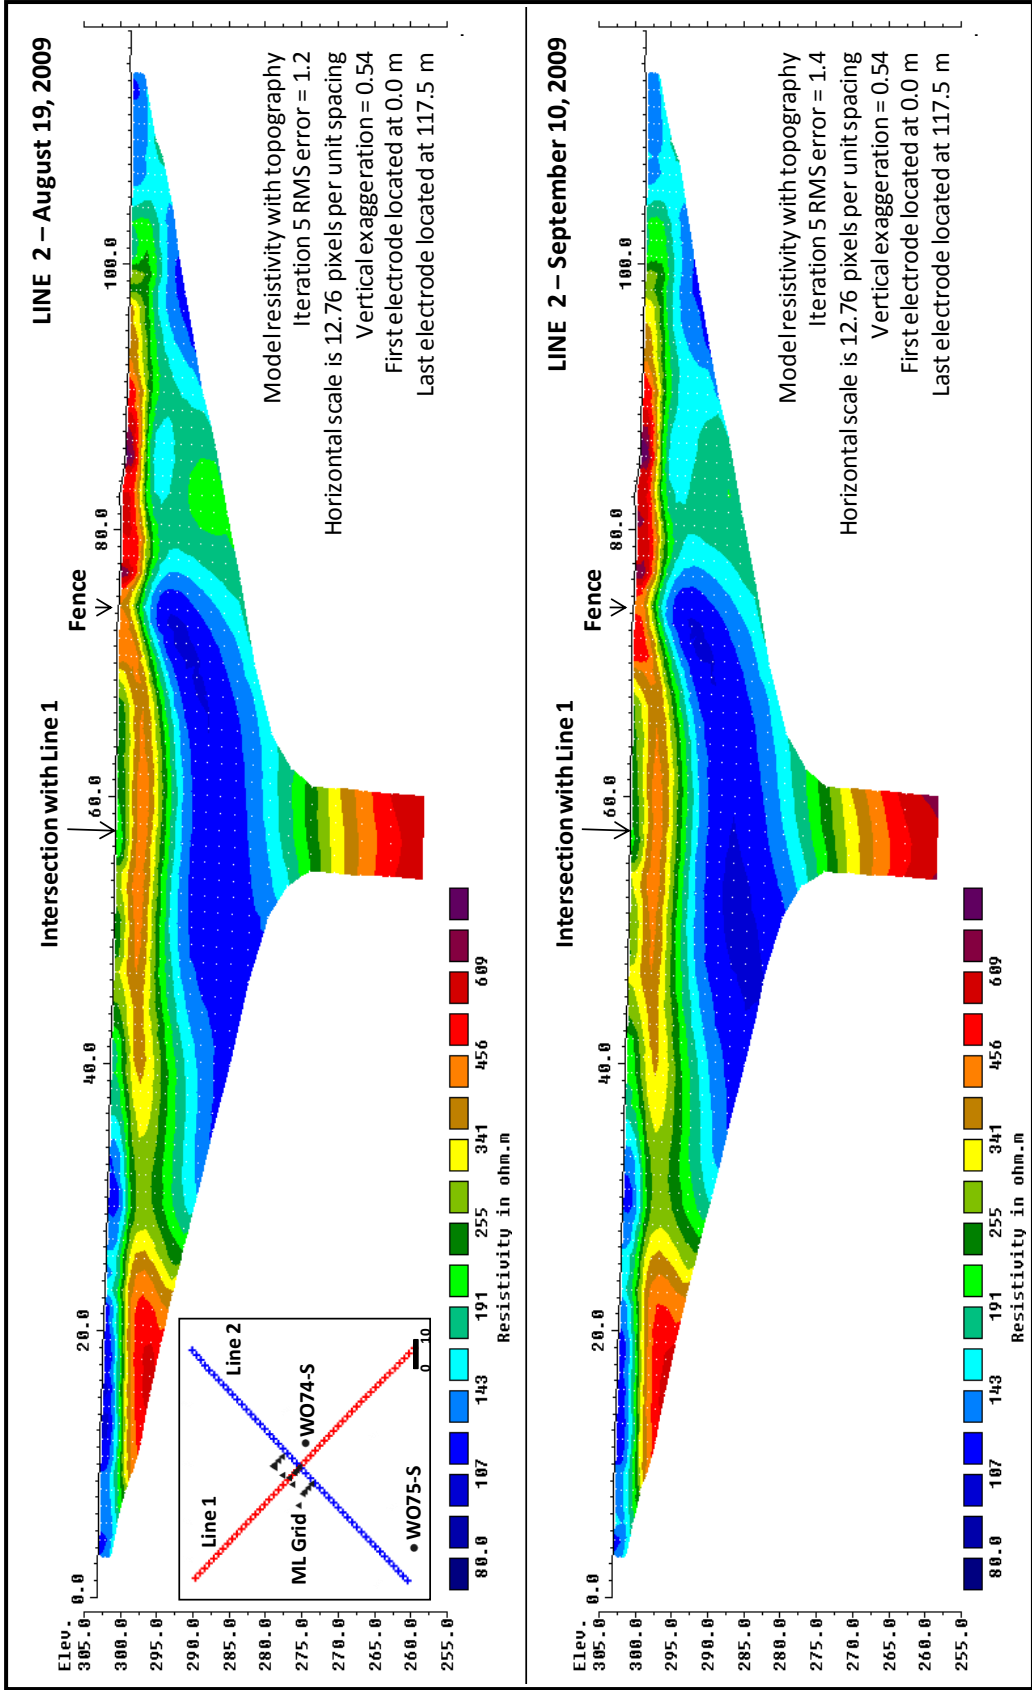 LINE 2 – August 19, 2009
Intersection with Line 1
Fence
Elev.
0.0
20.0
40.0
60.0
80.0
100.0
305.0
300.0
295.0
290.0
285.0
280.0
275.0
270.0
265.0
260.0
255.0
Model resistivity with topography
Iteration 5 RMS error = 1.2
Horizontal scale is 12.76 pixels per unit spacing
Vertical exaggeration = 0.54
First electrode located at 0.0 m
Last electrode located at 117.5 m
Line 1
Line 2
ML Grid
WO74-S
WO75-S
0 10
80.0 107 143 191 255 341 456 609
Resistivity in ohm.m
LINE 2 – September 10, 2009
Intersection with Line 1
Fence
Elev.
0.0
20.0
40.0
60.0
80.0
100.0
305.0
300.0
295.0
290.0
285.0
280.0
275.0
270.0
265.0
260.0
255.0
Model resistivity with topography
Iteration 5 RMS error = 1.4
Horizontal scale is 12.76 pixels per unit spacing
Vertical exaggeration = 0.54
First electrode located at 0.0 m
Last electrode located at 117.5 m
80.0 107 143 191 255 341 456 609
Resistivity in ohm.m